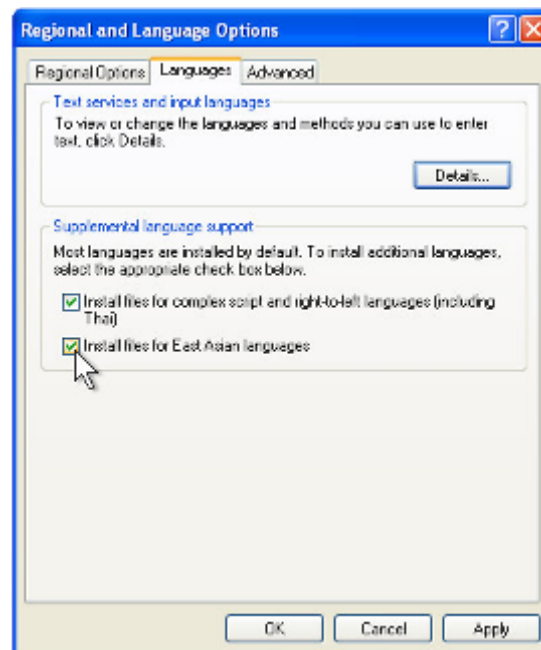 Regional and Language Options
Regional Options Languages Advanced
Text services and input languages
To view or change the languages and methods you can use to enter
text, click Details.
Details...
Supplemental language support
Most languages are installed by default. To install additional languages,
select the appropriate check box below.
Install files for complex script and right-to-left languages (including
Thai)
Install files for East Asian languages
OK Cancel Apply